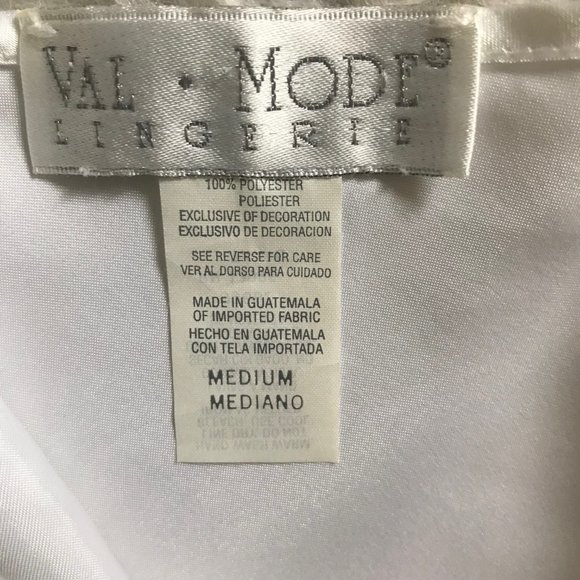 VAL • MODE®
LINGERIE
100% POLYESTER
POLIESTER
EXCLUSIVE OF DECORATION
EXCLUSIVO DE DECORACION
SEE REVERSE FOR CARE
VER AL DORSO PARA CUIDADO
MADE IN GUATEMALA
OF IMPORTED FABRIC
HECHO EN GUATEMALA
CON TELA IMPORTADA
MEDIUM
MEDIANO